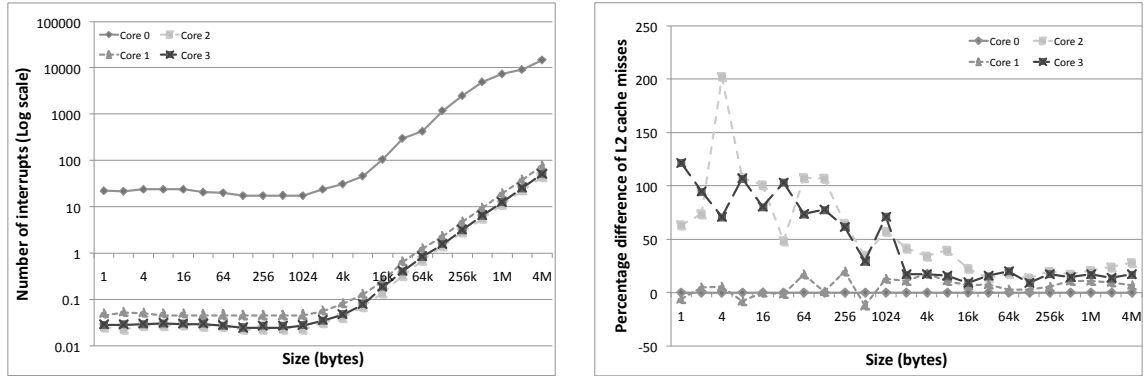 100000
10000
1000
100
10
1
0.1
0.01
Number of interrupts (Log scale)
Core 0
Core 2
Core 1
Core 3
1 4 16 64 256 1024 4k 16k 64k 256k 1M 4M
Size (bytes)
250
200
150
100
50
0
-50
Percentage difference of L2 cache misses
Core 0
Core 2
Core 1
Core 3
1 4 16 64 256 1024 4k 16k 64k 256k 1M 4M
Size (bytes)